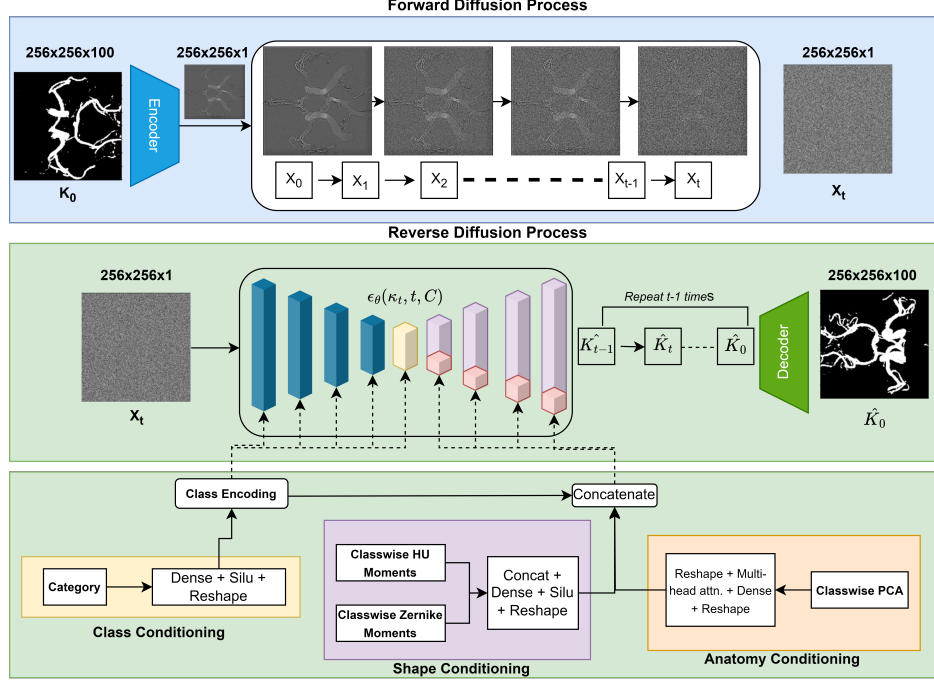 Forward Diffusion Process
256x256x100
256x256x1
256x256x1
Encoder
K0
X0
X1
X2
Xt-1
Xt
Xt
Reverse Diffusion Process
256x256x1
256x256x100
ϵθ(κt, t, C)
Repeat t-1 times
K̂t-1
K̂t
K̂0
Decoder
Xt
K̂0
Class Encoding
Concatenate
Category
Dense + Silu +
Reshape
Class Conditioning
Classwise HU
Moments
Classwise Zernike
Moments
Concat +
Dense + Silu
+ Reshape
Shape Conditioning
Reshape + Multi-
head attn. + Dense
+ Reshape
Classwise PCA
Anatomy Conditioning